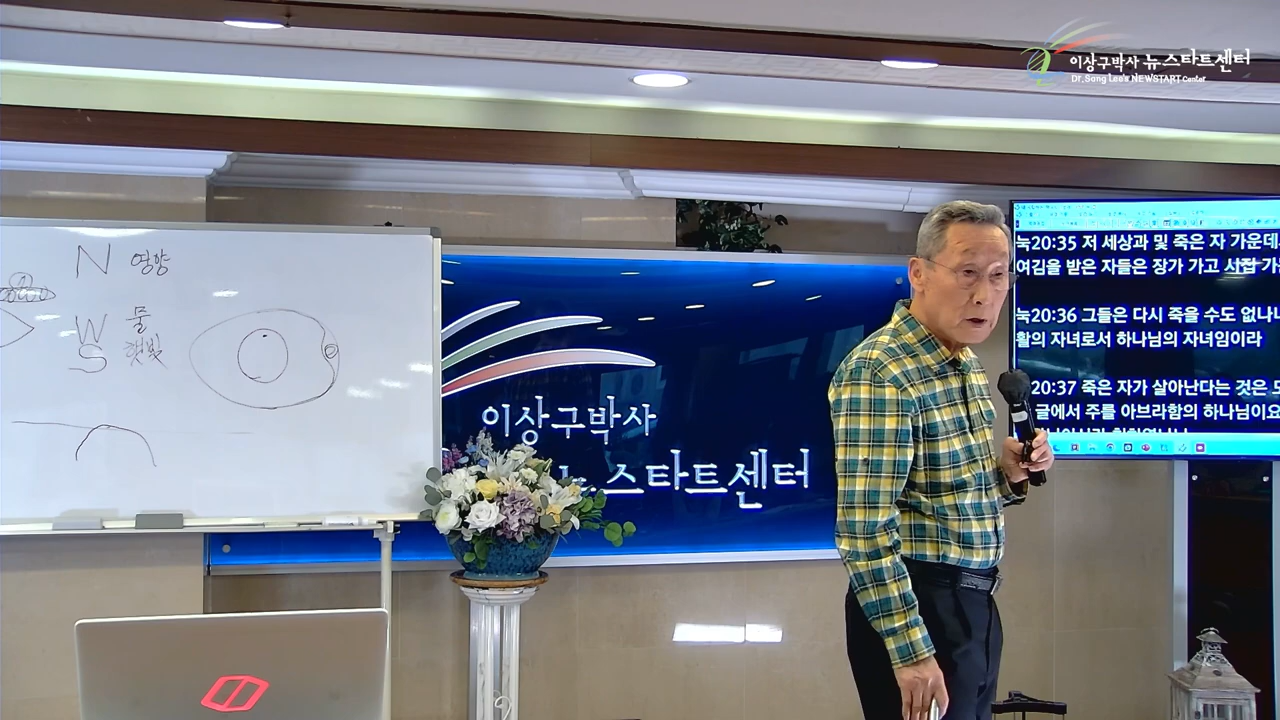 이상구박사 뉴스타트센터
Dr. Sang Lee's NEWSTART Center
N 영양
W 물
S 햇빛
이상구박사
뉴스타트센터
눅20:35 저 세상과 및 죽은 자 가운데
여김을 받은 자들은 장가 가고 시집 가
눅20:36 그들은 다시 죽을 수도 없나니
활의 자녀로서 하나님의 자녀임이라
20:37 죽은 자가 살아난다는 것은
글에서 주를 아브라함의 하나님이요